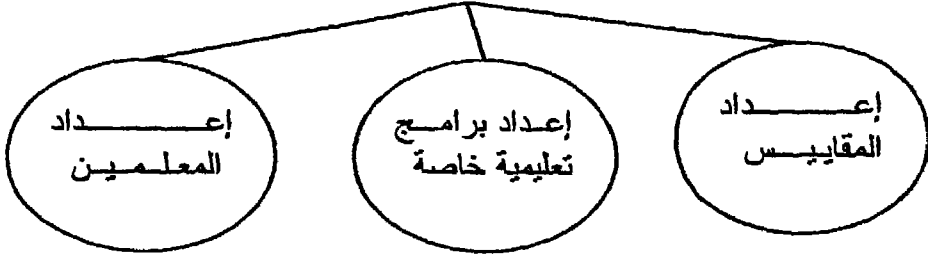 إعداد
المقاييس
إعداد برامج
تعليمية خاصة
إعداد
المعلمين